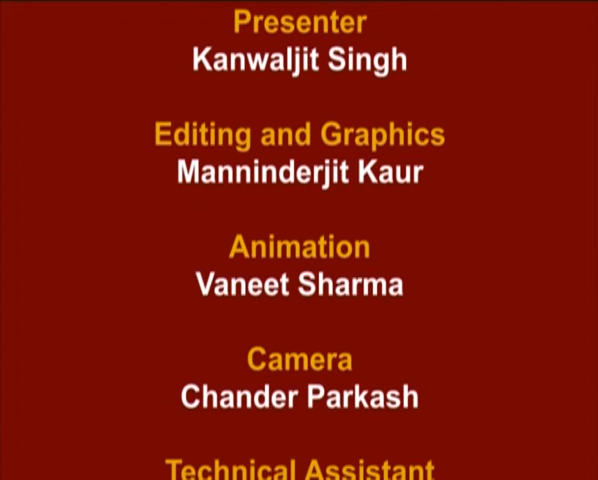 Presenter
Kanwaljit Singh
Editing and Graphics
Manninderjit Kaur
Animation
Vaneet Sharma
Camera
Chander Parkash
Technical Assistant